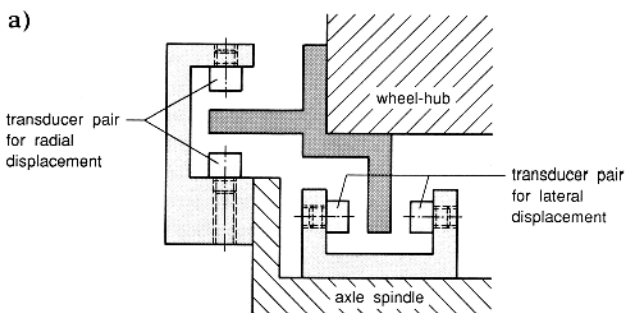 a)
wheel-hub
transducer pair
for radial
displacement
transducer pair
for lateral
displacement
axle spindle